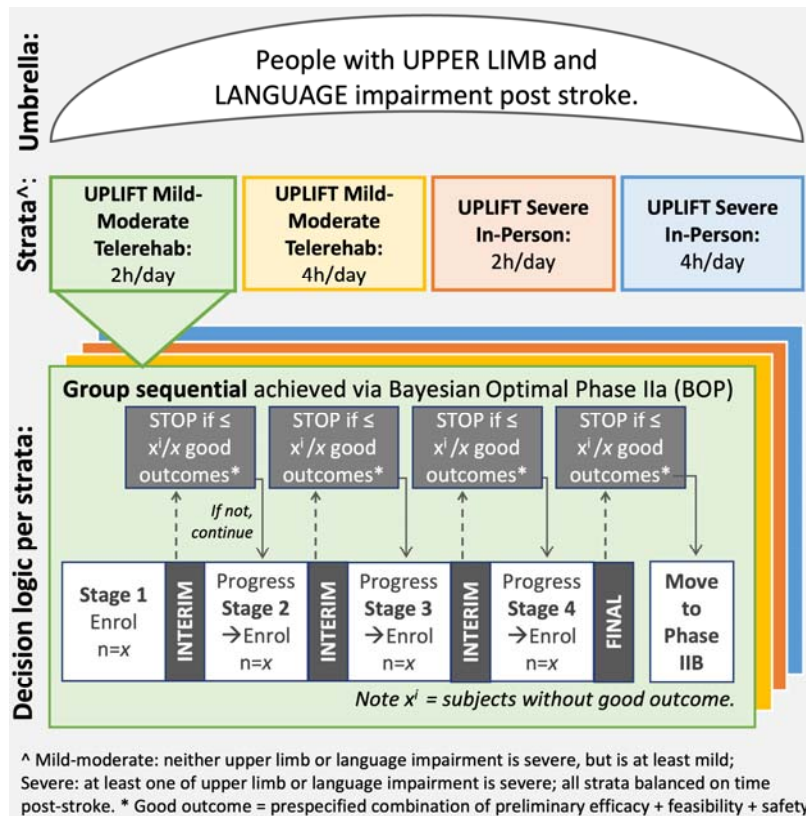 Umbrella:
People with UPPER LIMB and
LANGUAGE impairment post stroke.
Strata^:
UPLIFT Mild-
Moderate
Telerehab:
2h/day
UPLIFT Mild-
Moderate
Telerehab:
4h/day
UPLIFT Severe
In-Person:
2h/day
UPLIFT Severe
In-Person:
4h/day
Decision logic per strata:
Group sequential achieved via Bayesian Optimal Phase IIa (BOP)
STOP if ≤
xⁱ/x good
outcomes*
STOP if ≤
xⁱ/x good
outcomes*
STOP if ≤
xⁱ/x good
outcomes*
STOP if ≤
xⁱ/x good
outcomes*
If not,
continue
Stage 1
Enrol
n=x
INTERIM
Progress
Stage 2
→Enrol
n=x
INTERIM
Progress
Stage 3
→Enrol
n=x
INTERIM
Progress
Stage 4
→Enrol
n=x
FINAL
Move
to
Phase
IIB
Note xⁱ = subjects without good outcome.
^ Mild-moderate: neither upper limb or language impairment is severe, but is at least mild;
Severe: at least one of upper limb or language impairment is severe; all strata balanced on time
post-stroke. * Good outcome = prespecified combination of preliminary efficacy + feasibility + safety